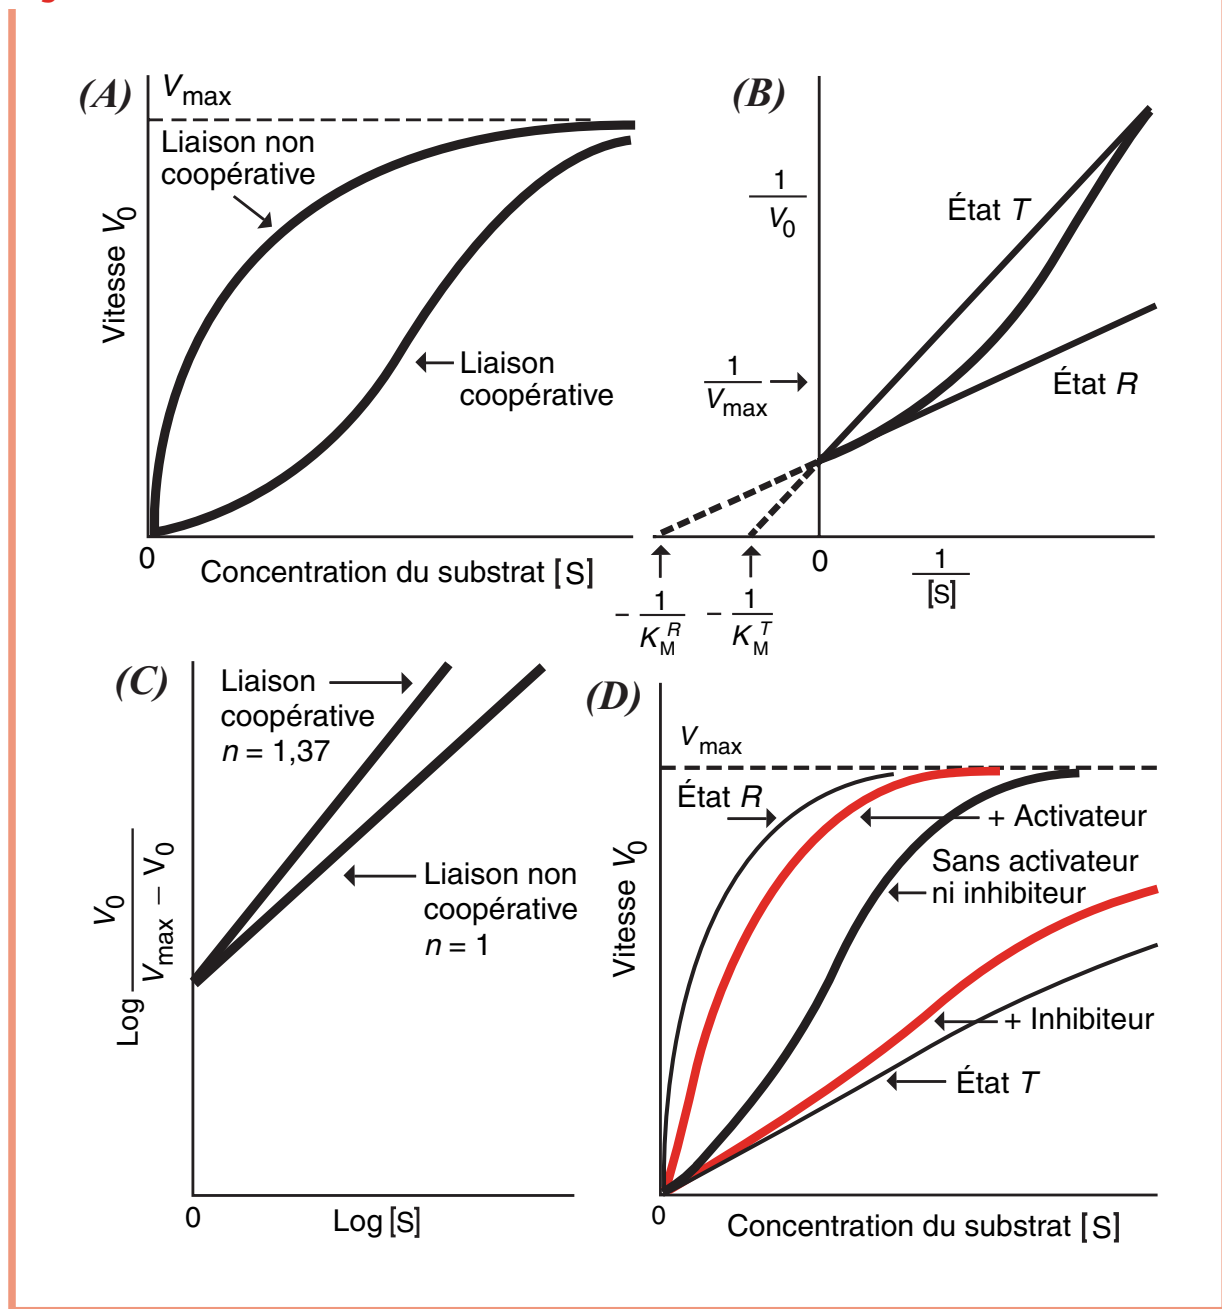 (A)
V max
Liaison non
coopérative
Vitesse V0
Liaison
coopérative
0
Concentration du substrat [S]
(B)
1
V0
État T
1
Vmax
État R
0
1
[S]
– 1
K M R
– 1
K M T
(C)
Liaison
coopérative
n = 1,37
Liaison non
coopérative
n = 1
Log V0
Vmax – V0
0
Log [S]
(D)
V max
État R
+ Activateur
Sans activateur
ni inhibiteur
Vitesse V0
+ Inhibiteur
État T
0
Concentration du substrat [S]